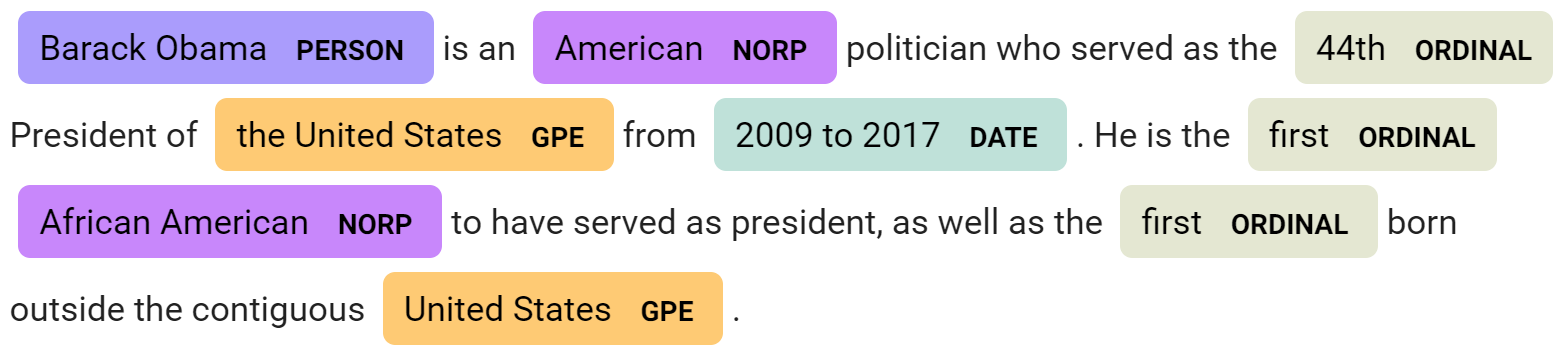 Barack Obama PERSON is an American NORP politician who served as the 44th ORDINAL
President of the United States GPE from 2009 to 2017 DATE . He is the first ORDINAL
African American NORP to have served as president, as well as the first ORDINAL born
outside the contiguous United States GPE .